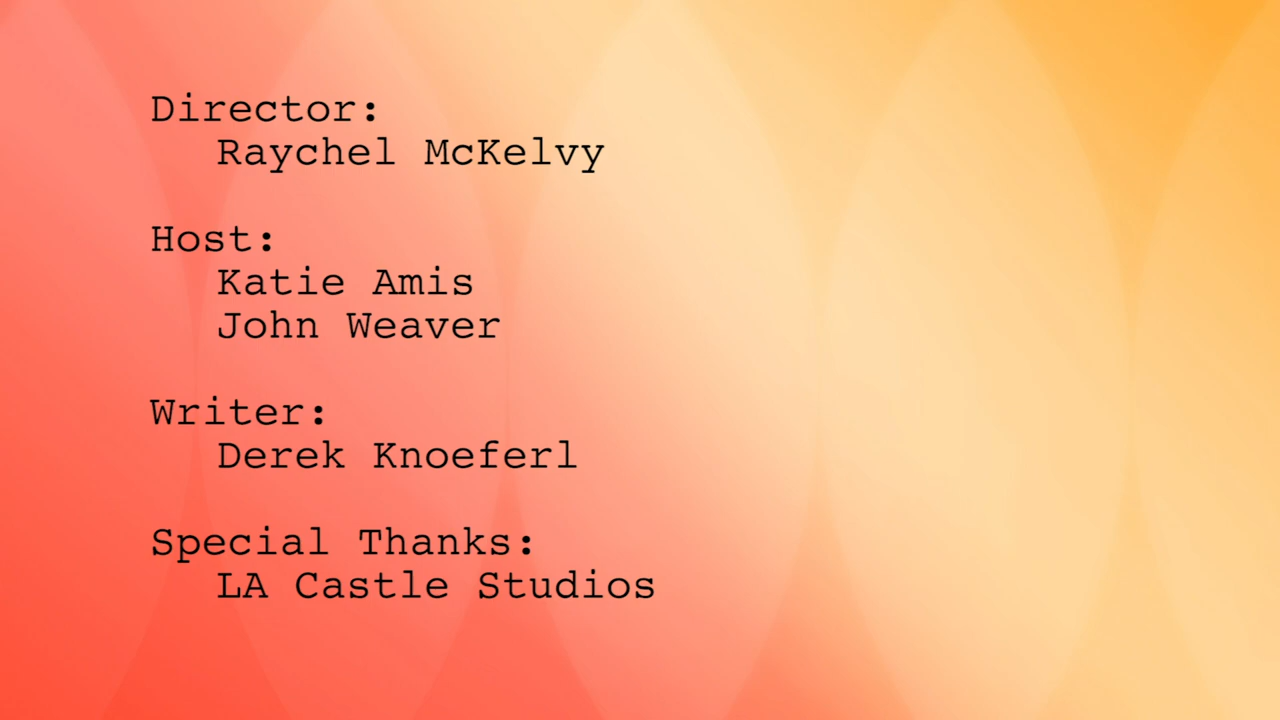 Director:
Raychel McKelvy
Host:
Katie Amis
John Weaver
Writer:
Derek Knoeferl
Special Thanks:
LA Castle Studios